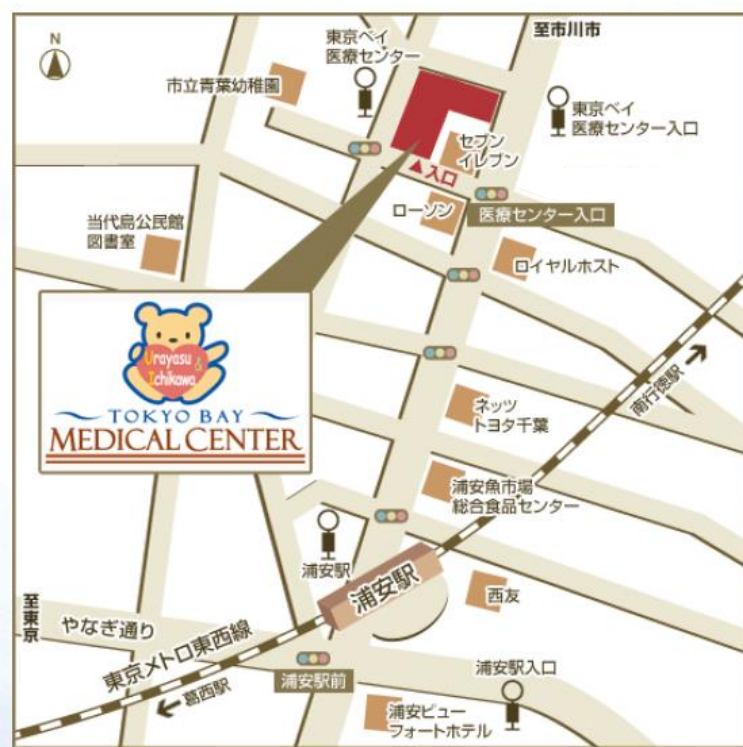 N
至市川市
東京ベイ
医療センター
市立青葉幼稚園
東京ベイ
医療センター入口
セブン
イレブン
▲入口
ローソン
医療センター入口
当代島公民館
図書室
ロイヤルホスト
Urayasu &
Ichikawa
TOKYO BAY
MEDICAL CENTER
南行徳駅
ネッツ
トヨタ千葉
浦安魚市場
総合食品センター
浦安駅
浦安駅
西友
至東京
やなぎ通り
東京メトロ東西線
葛西駅
浦安駅前
浦安駅入口
浦安ビュー
フォートホテル